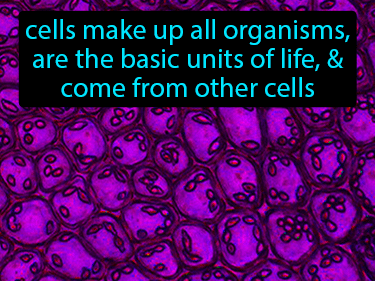 cells make up all organisms,
are the basic units of life, &
come from other cells